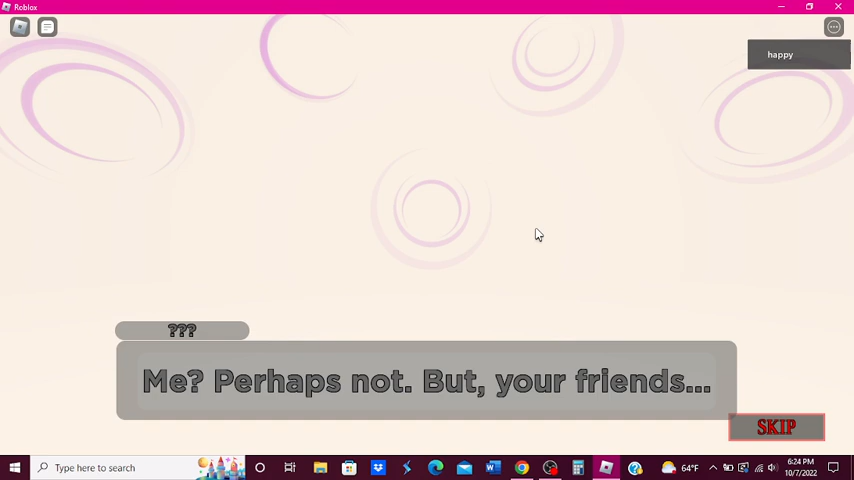 Roblox
happy
???
Me? Perhaps not. But, your friends...
SKIP
Type here to search
64°F
6:24 PM
10/7/2022